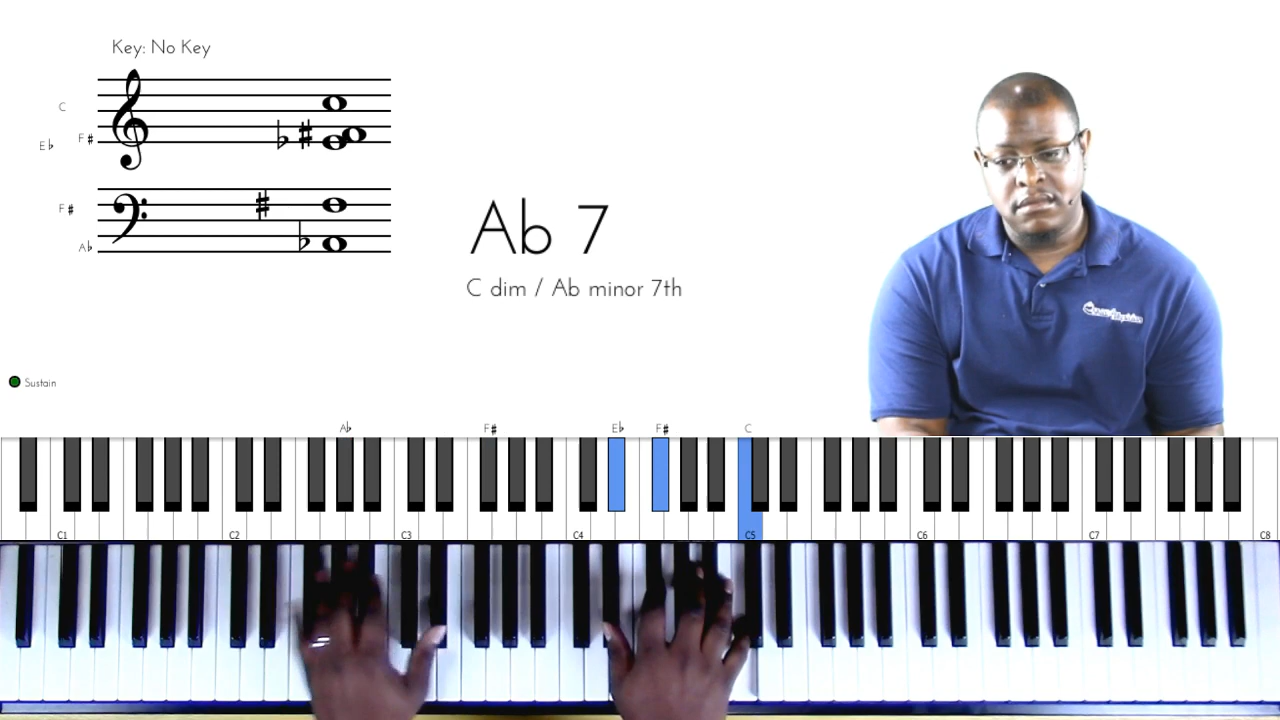 Key: No Key
C
F♯
E♭
F♯
A♭
Ab 7
C dim / Ab minor 7th
Sustain
A♭ F♯ E♭ F♯ C
C1 C2 C3 C4 C5 C6 C7 C8